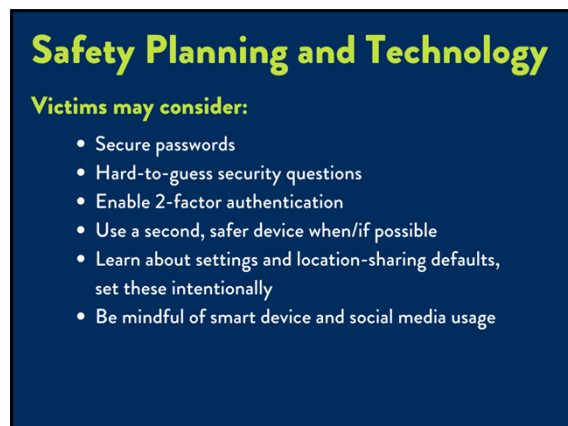 Safety Planning and Technology
Victims may consider:
• Secure passwords
• Hard-to-guess security questions
• Enable 2-factor authentication
• Use a second, safer device when/if possible
• Learn about settings and location-sharing defaults,
set these intentionally
• Be mindful of smart device and social media usage